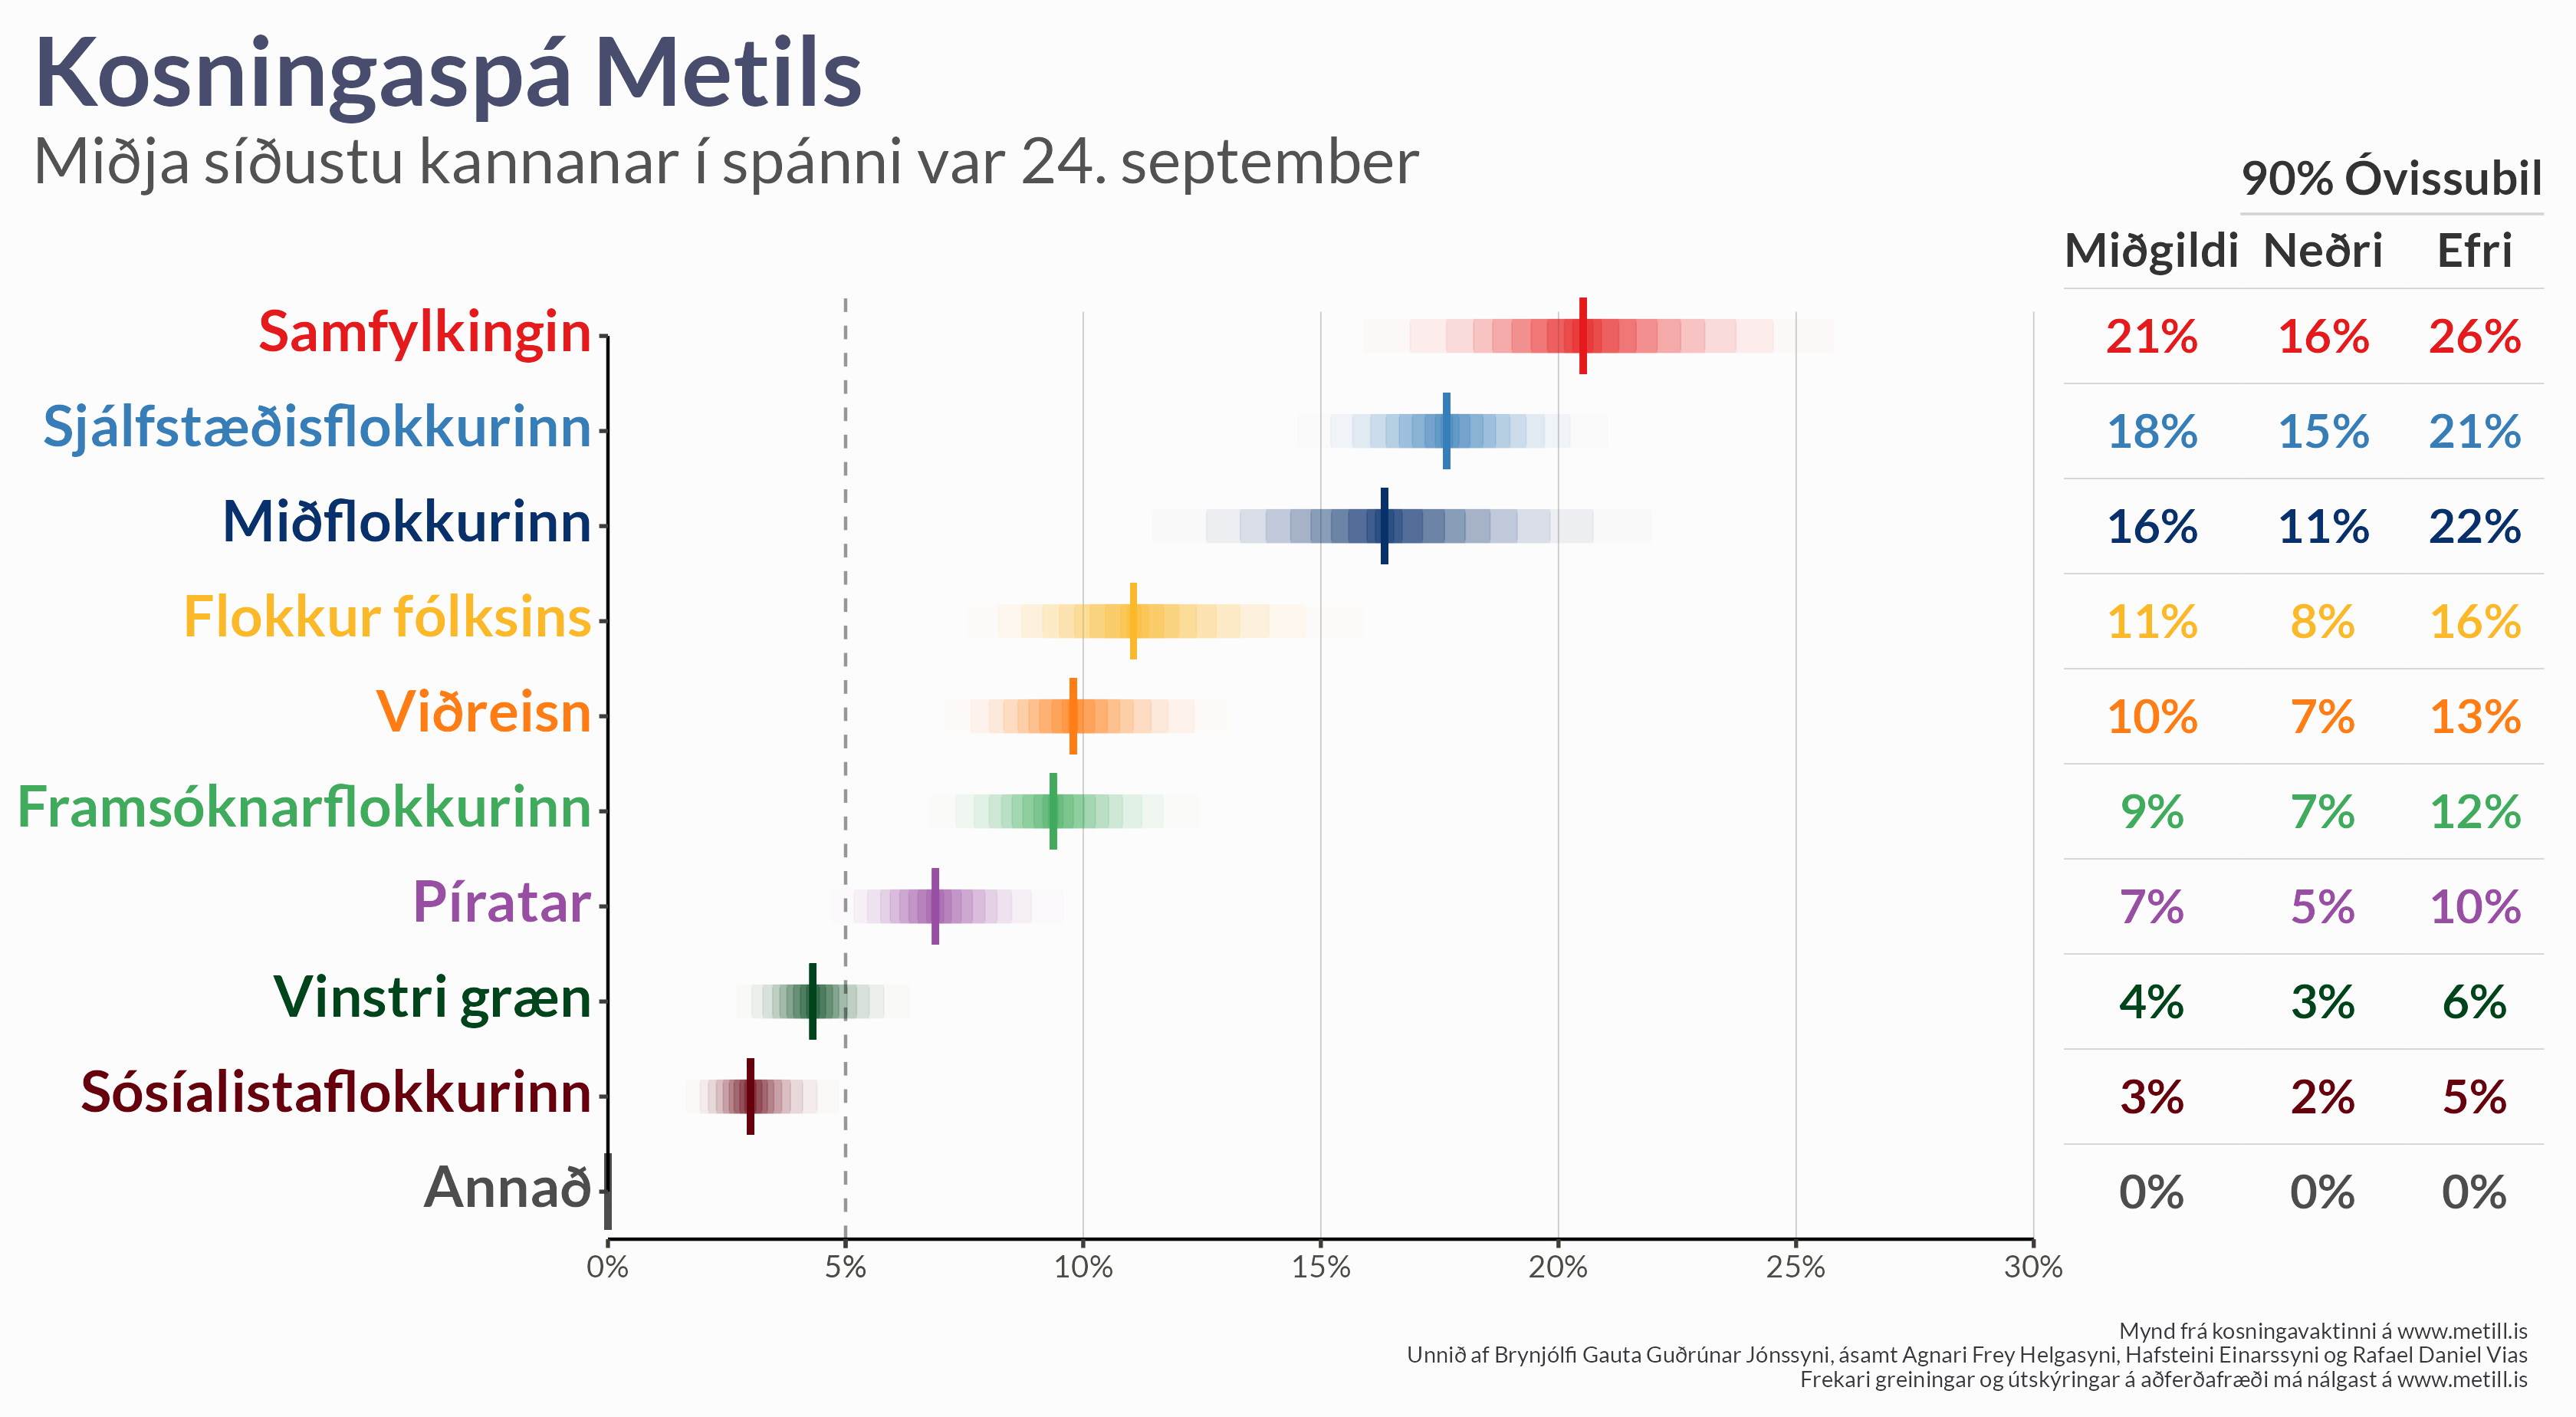 Kosningaspá Metils
Miðja síðustu kannanar í spánni var 24. september
90% Óvissubil
Miðgildi Neðri Efri
Samfylkingin 21% 16% 26%
Sjálfstæðisflokkurinn 18% 15% 21%
Miðflokkurinn 16% 11% 22%
Flokkur fólksins 11% 8% 16%
Viðreisn 10% 7% 13%
Framsóknarflokkurinn 9% 7% 12%
Píratar 7% 5% 10%
Vinstri græn 4% 3% 6%
Sósíalistaflokkurinn 3% 2% 5%
Annað 0% 0% 0%
0% 5% 10% 15% 20% 25% 30%
Mynd frá kosningavaktinni á www.metill.is
Unnið af Brynjólfi Gauta Guðrúnar Jónssyni, ásamt Agnari Frey Helgasyni, Hafsteini Einarssyni og Rafael Daniel Vias
Frekari greiningar og útskýringar á aðferðafræði má nálgast á www.metill.is